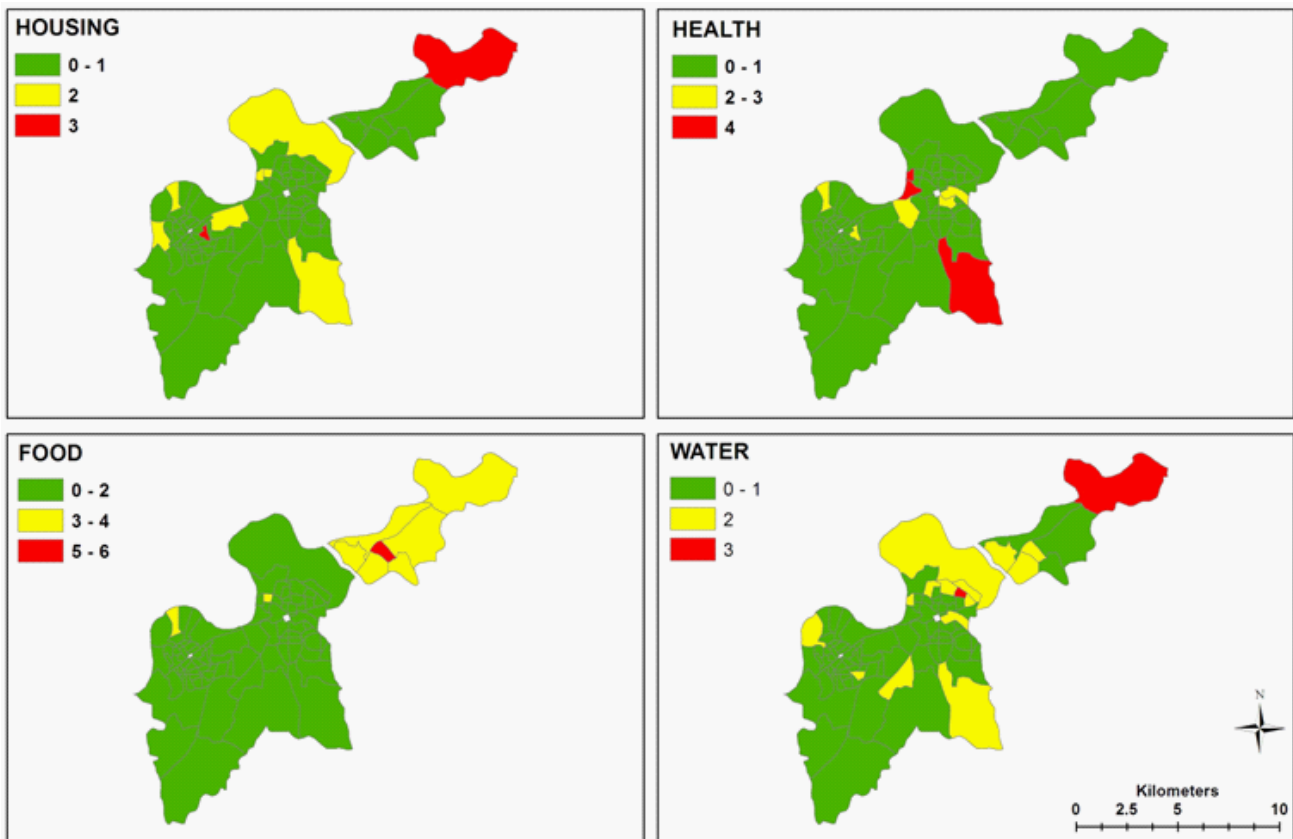 HOUSING
0 - 1
2
3
HEALTH
0 - 1
2 - 3
4
FOOD
0 - 2
3 - 4
5 - 6
WATER
0 - 1
2
3
N
Kilometers
0 2.5 5 10